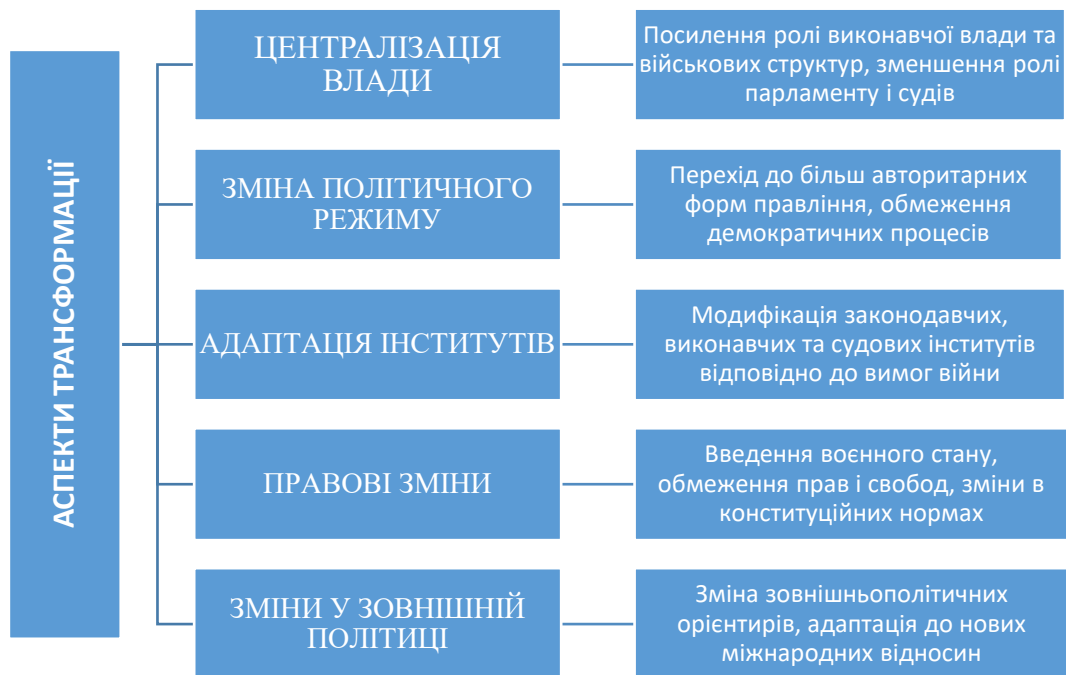 АСПЕКТИ ТРАНСФОРМАЦІЇ
ЦЕНТРАЛІЗАЦІЯ
ВЛАДИ
Посилення ролі виконавчої влади та
військових структур, зменшення ролі
парламенту і судів
ЗМІНА ПОЛІТИЧНОГО
РЕЖИМУ
Перехід до більш авторитарних
форм правління, обмеження
демократичних процесів
АДАПТАЦІЯ ІНСТИТУТІВ
Модифікація законодавчих,
виконавчих та судових інститутів
відповідно до вимог війни
ПРАВОВІ ЗМІНИ
Введення воєнного стану,
обмеження прав і свобод, зміни в
конституційних нормах
ЗМІНИ У ЗОВНІШНІЙ
ПОЛІТИЦІ
Зміна зовнішньополітичних
орієнтирів, адаптація до нових
міжнародних відносин